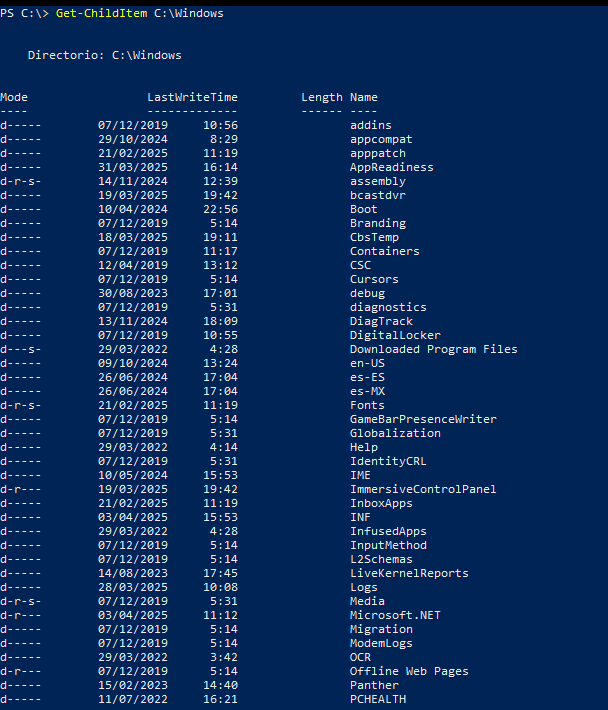 PS C:\> Get-ChildItem C:\Windows
Directorio: C:\Windows
Mode LastWriteTime Length Name
---- ------------- ------ ----
d----- 07/12/2019 10:56 addins
d----- 29/10/2024 8:29 appcompat
d----- 21/02/2025 11:19 apppatch
d----- 31/03/2025 16:14 AppReadiness
d-r-s- 14/11/2024 12:39 assembly
d----- 19/03/2025 19:42 bcastdvr
d----- 10/04/2024 22:56 Boot
d----- 07/12/2019 5:14 Branding
d----- 18/03/2025 19:11 CbsTemp
d----- 07/12/2019 11:17 Containers
d----- 12/04/2019 13:12 CSC
d----- 07/12/2019 5:14 Cursors
d----- 30/08/2023 17:01 debug
d----- 07/12/2019 5:31 diagnostics
d----- 13/11/2024 18:09 DiagTrack
d----- 07/12/2019 10:55 DigitalLocker
d---s- 29/03/2022 4:28 Downloaded Program Files
d----- 09/10/2024 13:24 en-US
d----- 26/06/2024 17:04 es-ES
d----- 26/06/2024 17:04 es-MX
d-r-s- 21/02/2025 11:19 Fonts
d----- 07/12/2019 5:14 GameBarPresenceWriter
d----- 07/12/2019 5:31 Globalization
d----- 29/03/2022 4:14 Help
d----- 07/12/2019 5:31 IdentityCRL
d----- 10/05/2024 15:53 IME
d-r--- 19/03/2025 19:42 ImmersiveControlPanel
d----- 21/02/2025 11:19 InboxApps
d----- 03/04/2025 15:53 INF
d----- 29/03/2022 4:28 InfusedApps
d----- 07/12/2019 5:14 InputMethod
d----- 07/12/2019 5:14 L2Schemas
d----- 14/08/2023 17:45 LiveKernelReports
d----- 28/03/2025 10:08 Logs
d-r-s- 07/12/2019 5:31 Media
d-r--- 03/04/2025 11:12 Microsoft.NET
d----- 07/12/2019 5:14 Migration
d----- 07/12/2019 5:14 ModemLogs
d----- 29/03/2022 3:42 OCR
d-r--- 07/12/2019 5:14 Offline Web Pages
d----- 15/02/2023 14:40 Panther
d----- 11/07/2022 16:21 PCHEALTH